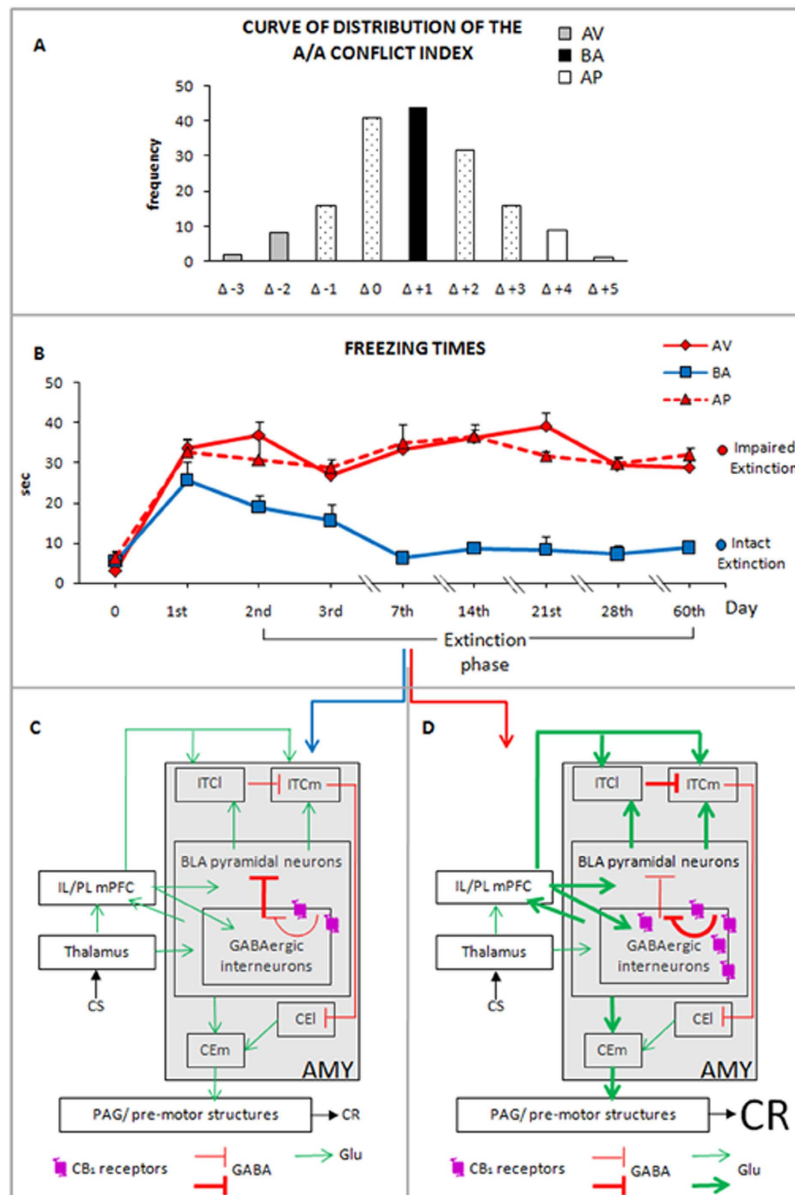 A
CURVE OF DISTRIBUTION OF THE
A/A CONFLICT INDEX
AV
BA
AP
frequency
50
40
30
20
10
0
Δ -3 Δ -2 Δ -1 Δ 0 Δ +1 Δ +2 Δ +3 Δ +4 Δ +5
B
FREEZING TIMES
AV
BA
AP
sec
50
40
30
20
10
0
Impaired
Extinction
Intact
Extinction
0 1st 2nd 3rd 7th 14th 21st 28th 60th Day
Extinction
phase
C
ITCl ITCm
BLA pyramidal neurons
IL/PL mPFC
GABAergic
interneurons
Thalamus
CS
CEl
CEm
AMY
PAG/ pre-motor structures CR
CB1 receptors GABA Glu
D
ITCl ITCm
BLA pyramidal neurons
IL/PL mPFC
GABAergic
interneurons
Thalamus
CS
CEl
CEm
AMY
PAG/ pre-motor structures CR
CB1 receptors GABA Glu